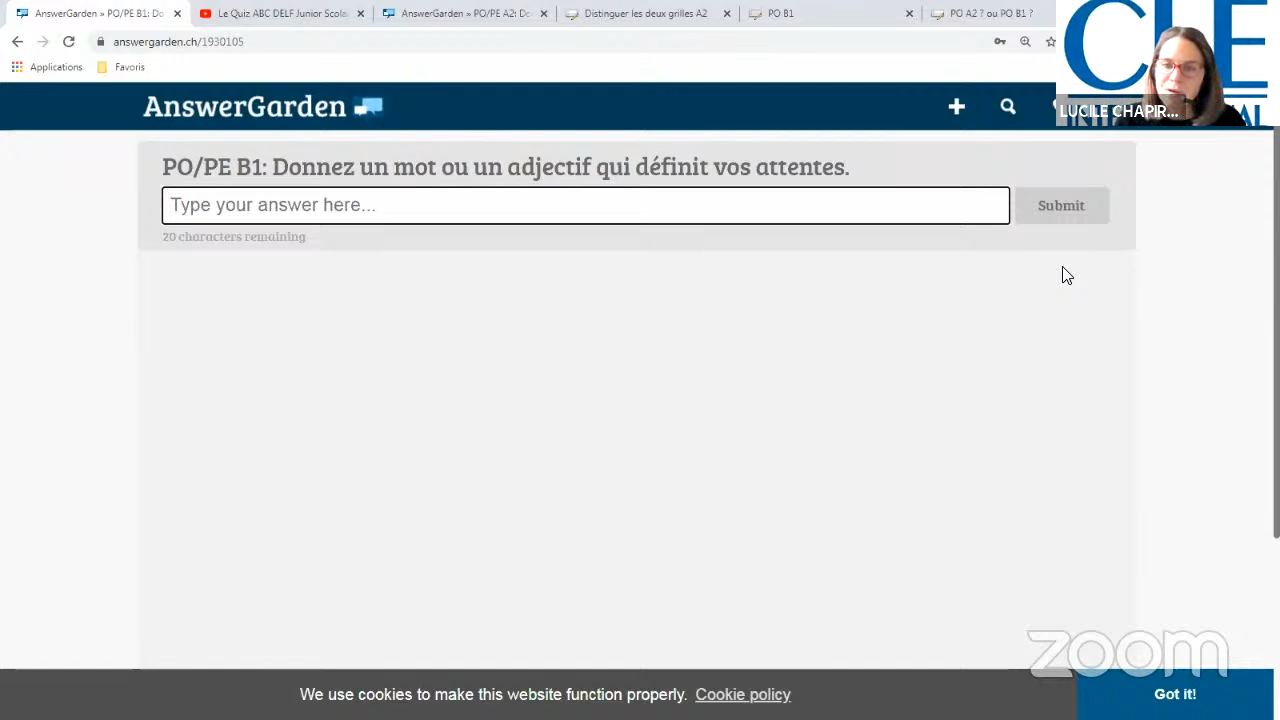 AnswerGarden » PO/PE B1: Do
Le Quiz ABC DELF Junior Scola
AnswerGarden » PO/PE A2: Do
Distinguer les deux grilles A2
PO B1
PO A2 ? ou PO B1 ?
answergarden.ch/1930105
Applications
Favoris
CLE
LUCILE CHAPIR...
AnswerGarden
PO/PE B1: Donnez un mot ou un adjectif qui définit vos attentes.
Type your answer here...
Submit
20 characters remaining
zoom
We use cookies to make this website function properly. Cookie policy
Got it!